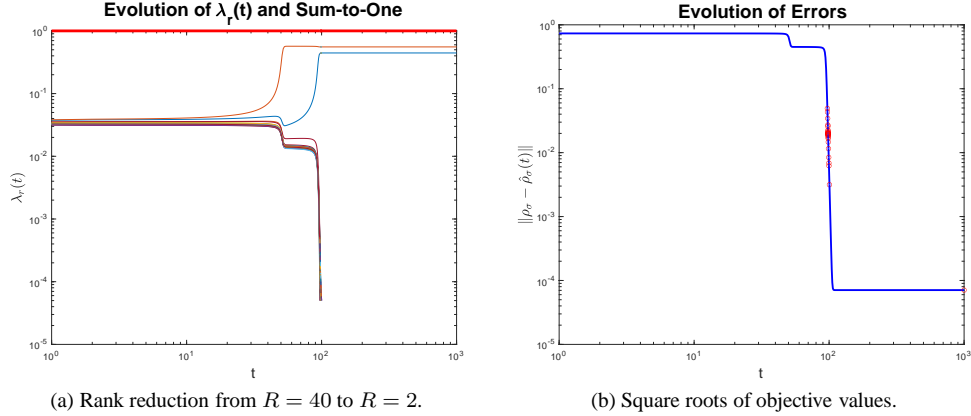 Evolution of λr(t) and Sum-to-One
10^0
10^-1
10^-2
10^-3
10^-4
10^-5
λr(t)
10^0 10^1 10^2 10^3
t
(a) Rank reduction from R = 40 to R = 2.
Evolution of Errors
10^0
10^-1
10^-2
10^-3
10^-4
10^-5
‖ρσ − ρ̂σ(t)‖
10^0 10^1 10^2 10^3
t
(b) Square roots of objective values.